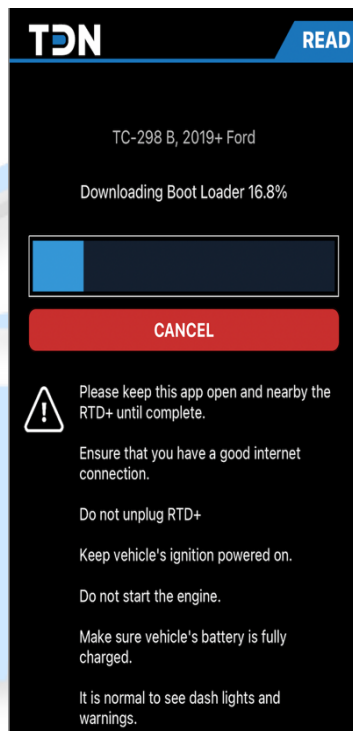 TDN
READ
TC-298 B, 2019+ Ford
Downloading Boot Loader 16.8%
CANCEL
Please keep this app open and nearby the
RTD+ until complete.
Ensure that you have a good internet
connection.
Do not unplug RTD+
Keep vehicle's ignition powered on.
Do not start the engine.
Make sure vehicle's battery is fully
charged.
It is normal to see dash lights and
warnings.